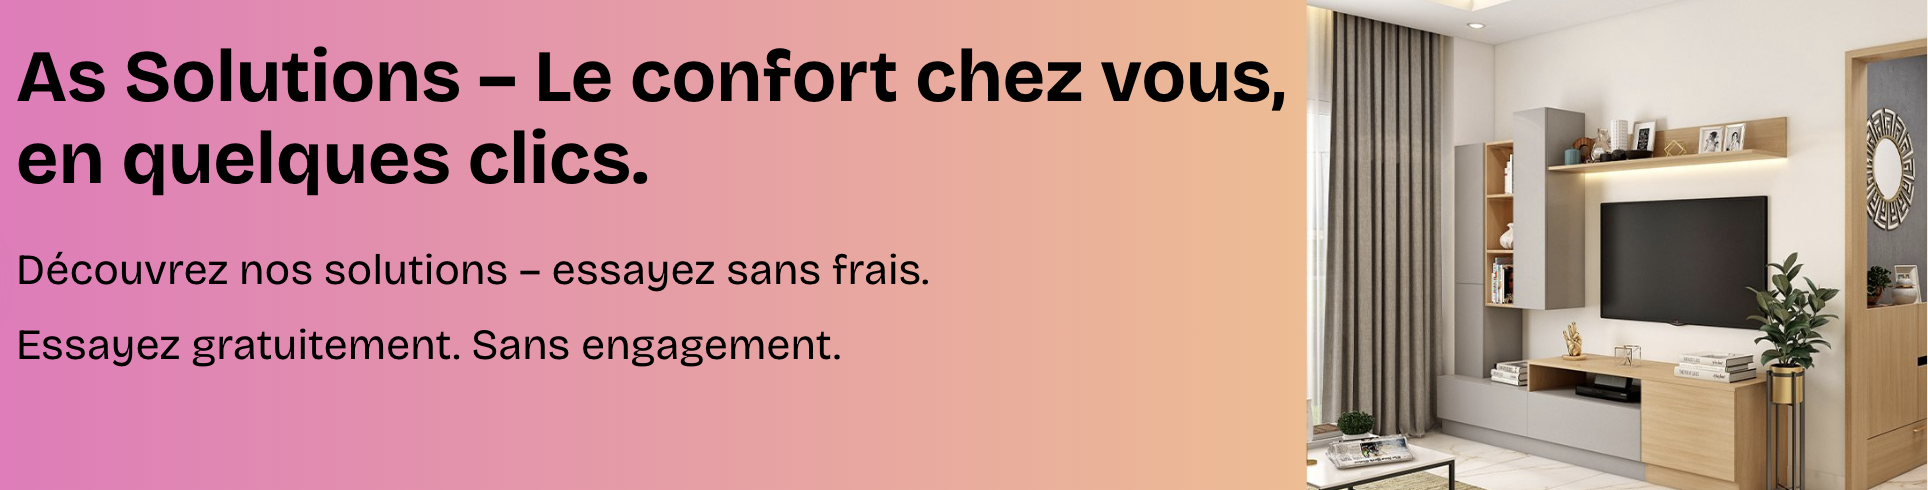 As Solutions – Le confort chez vous,
en quelques clics.
Découvrez nos solutions – essayez sans frais.
Essayez gratuitement. Sans engagement.